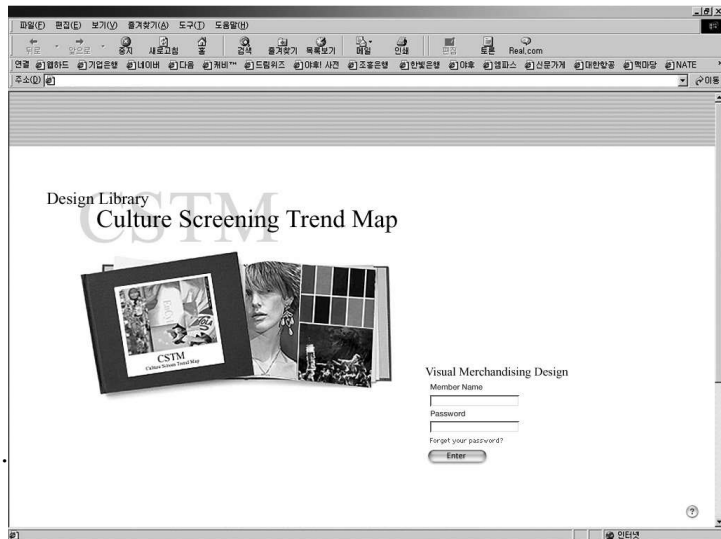 파일(F) 편집(E) 보기(V) 즐겨찾기(A) 도구(T) 도움말(H)
뒤로 앞으로 중지 새로고침 홈 검색 즐겨찾기 목록보기 메일 인쇄 편집 토론 Real.com
연결 웹하드 기업은행 네이버 다음 캐비™ 드림위즈 야후! 사전 조흥은행 한빛은행 야후 엠파스 신문가게 대한항공 맥마당 NATE
주소(D) 이동
CSTM
Design Library
Culture Screening Trend Map
CSTM
Culture Screen Trend Map
Visual Merchandising Design
Member Name
Password
Forget your password?
Enter
?
인터넷